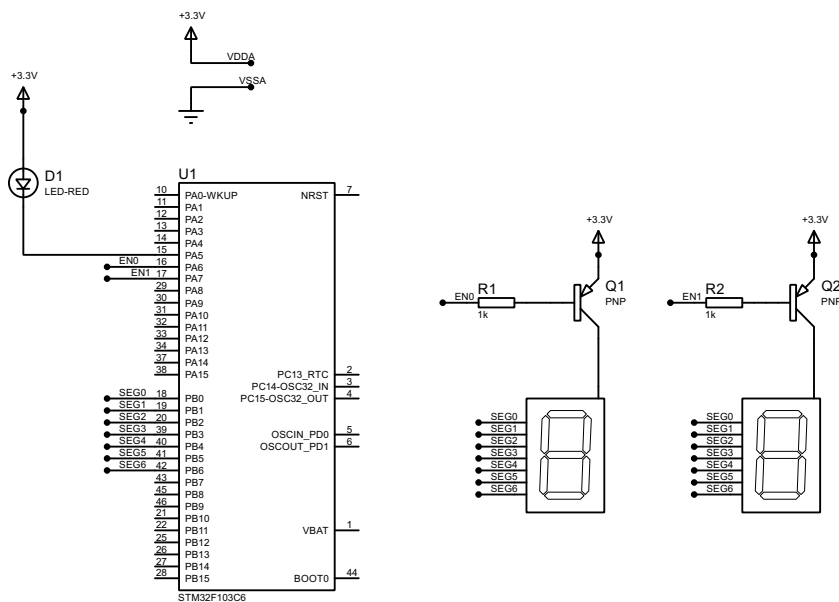 +3.3V
VDDA
VSSA
+3.3V
D1
LED-RED
U1
10 PA0-WKUP NRST 7
11 PA1
12 PA2
13 PA3
14 PA4
15 PA5
EN0 16 PA6
EN1 17 PA7
29 PA8
30 PA9
31 PA10
32 PA11
33 PA12
34 PA13
37 PA14
38 PA15
PC13_RTC 2
PC14-OSC32_IN 3
PC15-OSC32_OUT 4
SEG0 18 PB0
SEG1 19 PB1
SEG2 20 PB2
SEG3 39 PB3 OSCIN_PD0 5
SEG4 40 PB4 OSCOUT_PD1 6
SEG5 41 PB5
SEG6 42 PB6
43 PB7
45 PB8
46 PB9
21 PB10
22 PB11 VBAT 1
25 PB12
26 PB13
27 PB14
28 PB15 BOOT0 44
STM32F103C6
+3.3V
EN0 R1
1k
Q1
PNP
SEG0
SEG1
SEG2
SEG3
SEG4
SEG5
SEG6
+3.3V
EN1 R2
1k
Q2
PNP
SEG0
SEG1
SEG2
SEG3
SEG4
SEG5
SEG6